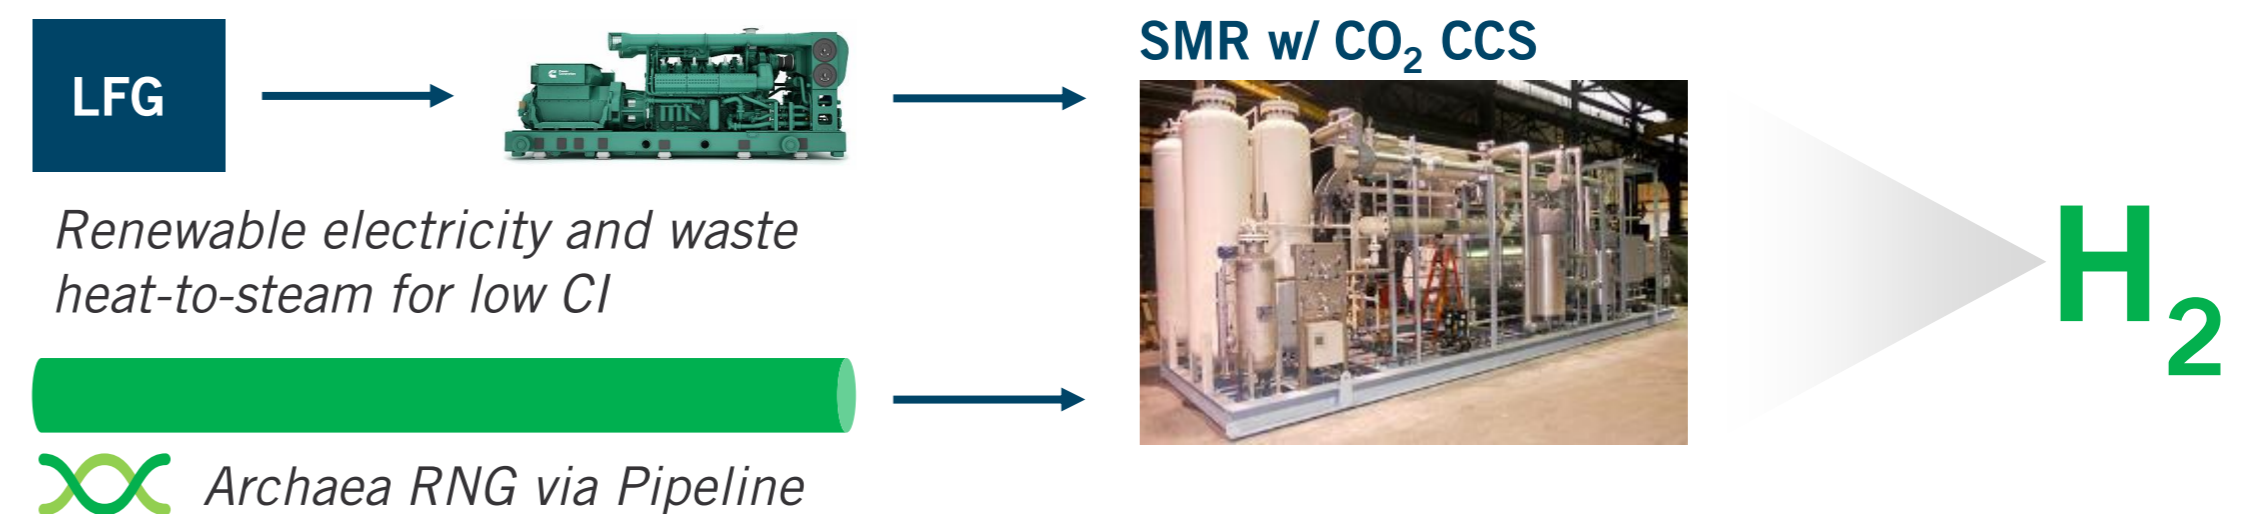 LFG
SMR w/ CO₂ CCS
Renewable electricity and waste
heat-to-steam for low CI
H₂
Archaea RNG via Pipeline